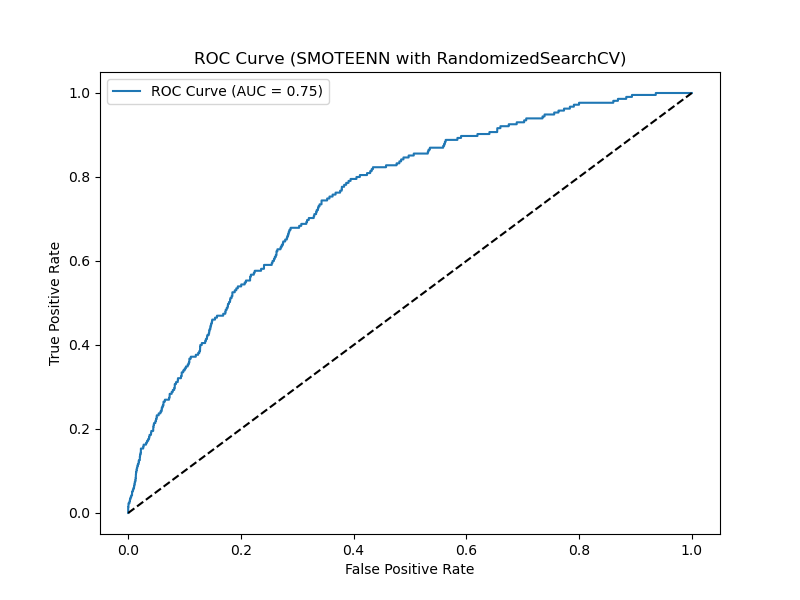 ROC Curve (SMOTEENN with RandomizedSearchCV)
ROC Curve (AUC = 0.75)
1.0
0.8
0.6
0.4
0.2
0.0
True Positive Rate
0.0 0.2 0.4 0.6 0.8 1.0
False Positive Rate